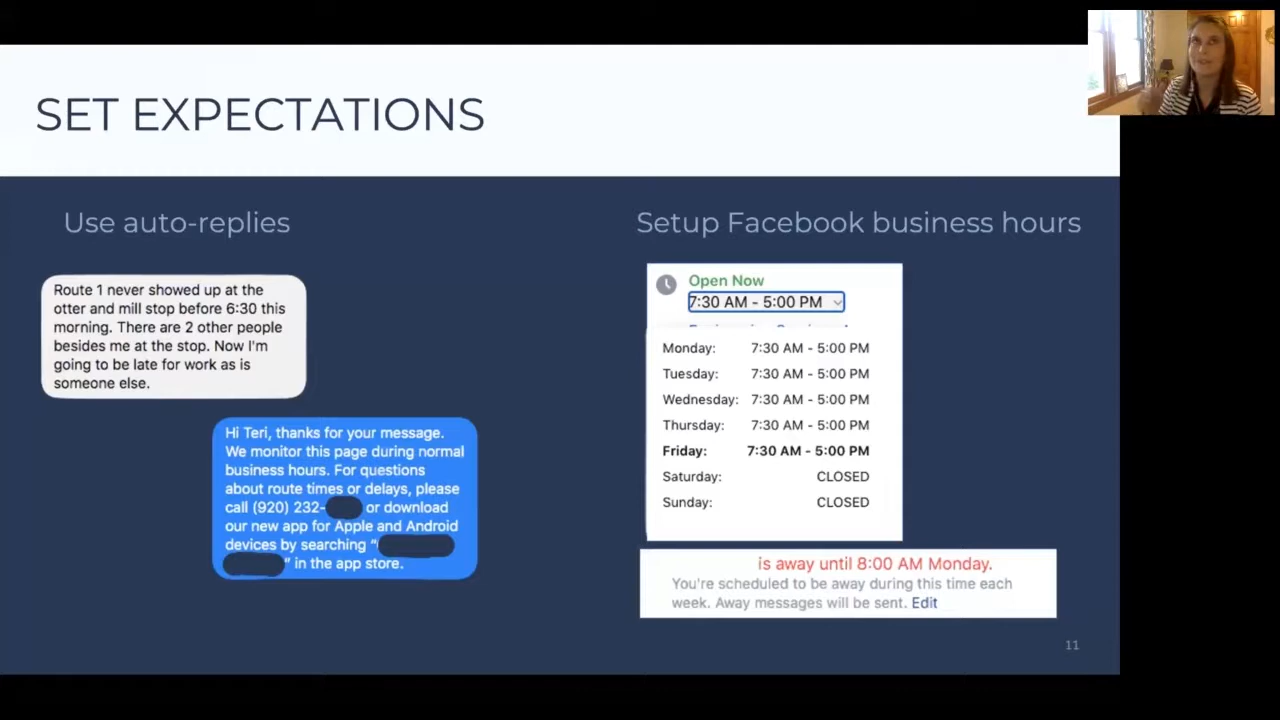 SET EXPECTATIONS
Use auto-replies
Route 1 never showed up at the
otter and mill stop before 6:30 this
morning. There are 2 other people
besides me at the stop. Now I'm
going to be late for work as is
someone else.
Hi Teri, thanks for your message.
We monitor this page during normal
business hours. For questions
about route times or delays, please
call (920) 232- or download
our new app for Apple and Android
devices by searching "
" in the app store.
Setup Facebook business hours
Open Now
7:30 AM - 5:00 PM
Monday: 7:30 AM - 5:00 PM
Tuesday: 7:30 AM - 5:00 PM
Wednesday: 7:30 AM - 5:00 PM
Thursday: 7:30 AM - 5:00 PM
Friday: 7:30 AM - 5:00 PM
Saturday: CLOSED
Sunday: CLOSED
is away until 8:00 AM Monday.
You're scheduled to be away during this time each
week. Away messages will be sent. Edit
11